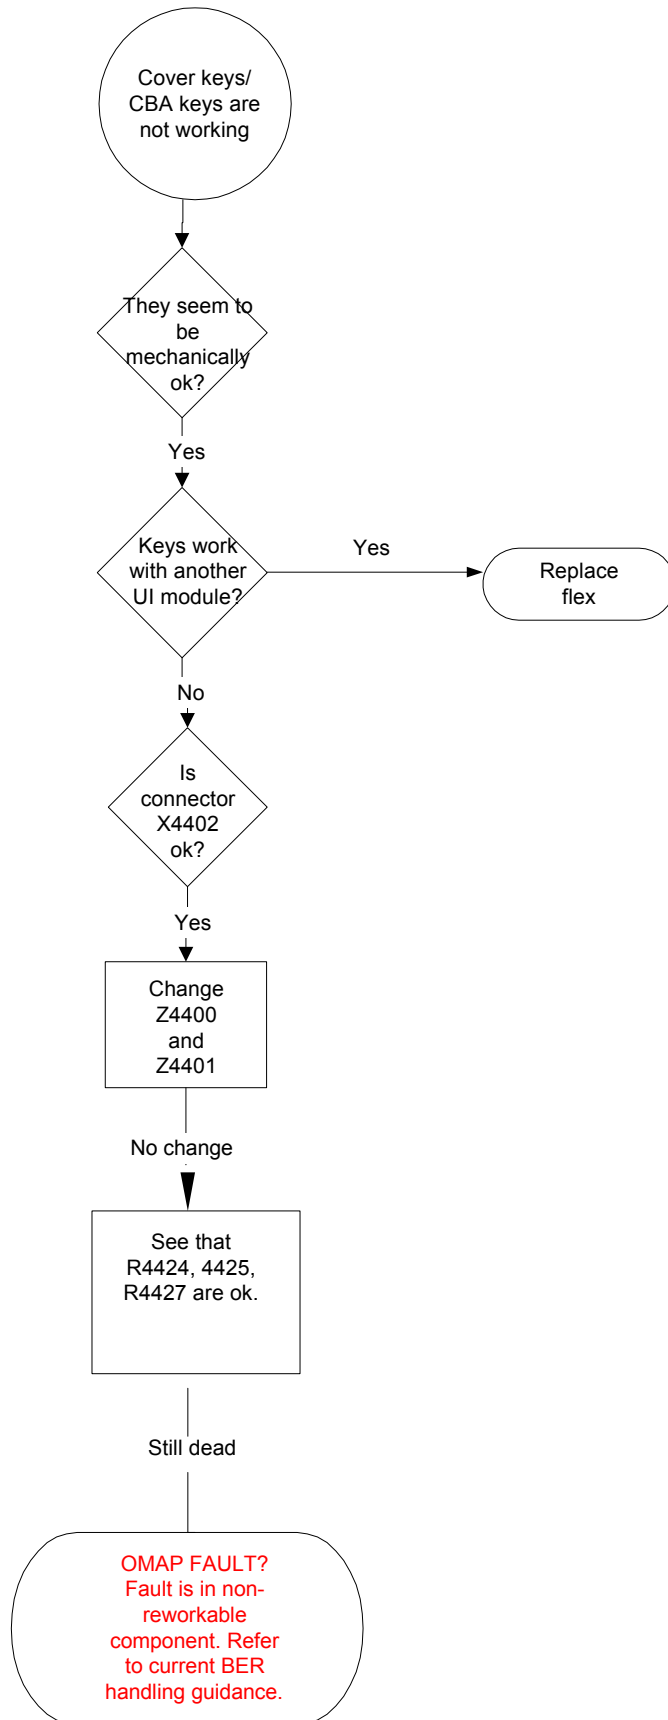 Cover keys/
CBA keys are
not working
They seem to
be
mechanically
ok?
Yes
Keys work
with another
UI module?
Yes
Replace
flex
No
Is
connector
X4402
ok?
Yes
Change
Z4400
and
Z4401
No change
See that
R4424, 4425,
R4427 are ok.
Still dead
OMAP FAULT?
Fault is in non-
reworkable
component. Refer
to current BER
handling guidance.